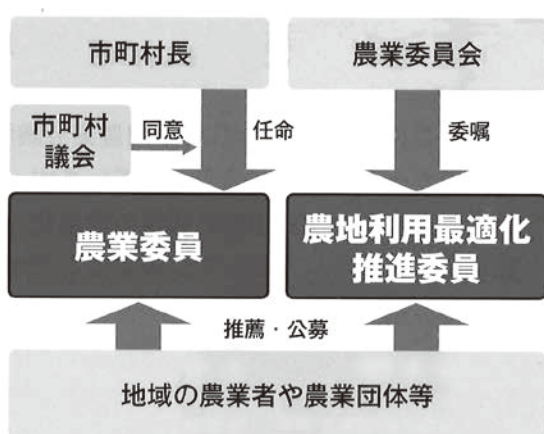 市町村長
農業委員会
市町村
議会
同意
任命
委嘱
農業委員
農地利用最適化
推進委員
推薦・公募
地域の農業者や農業団体等